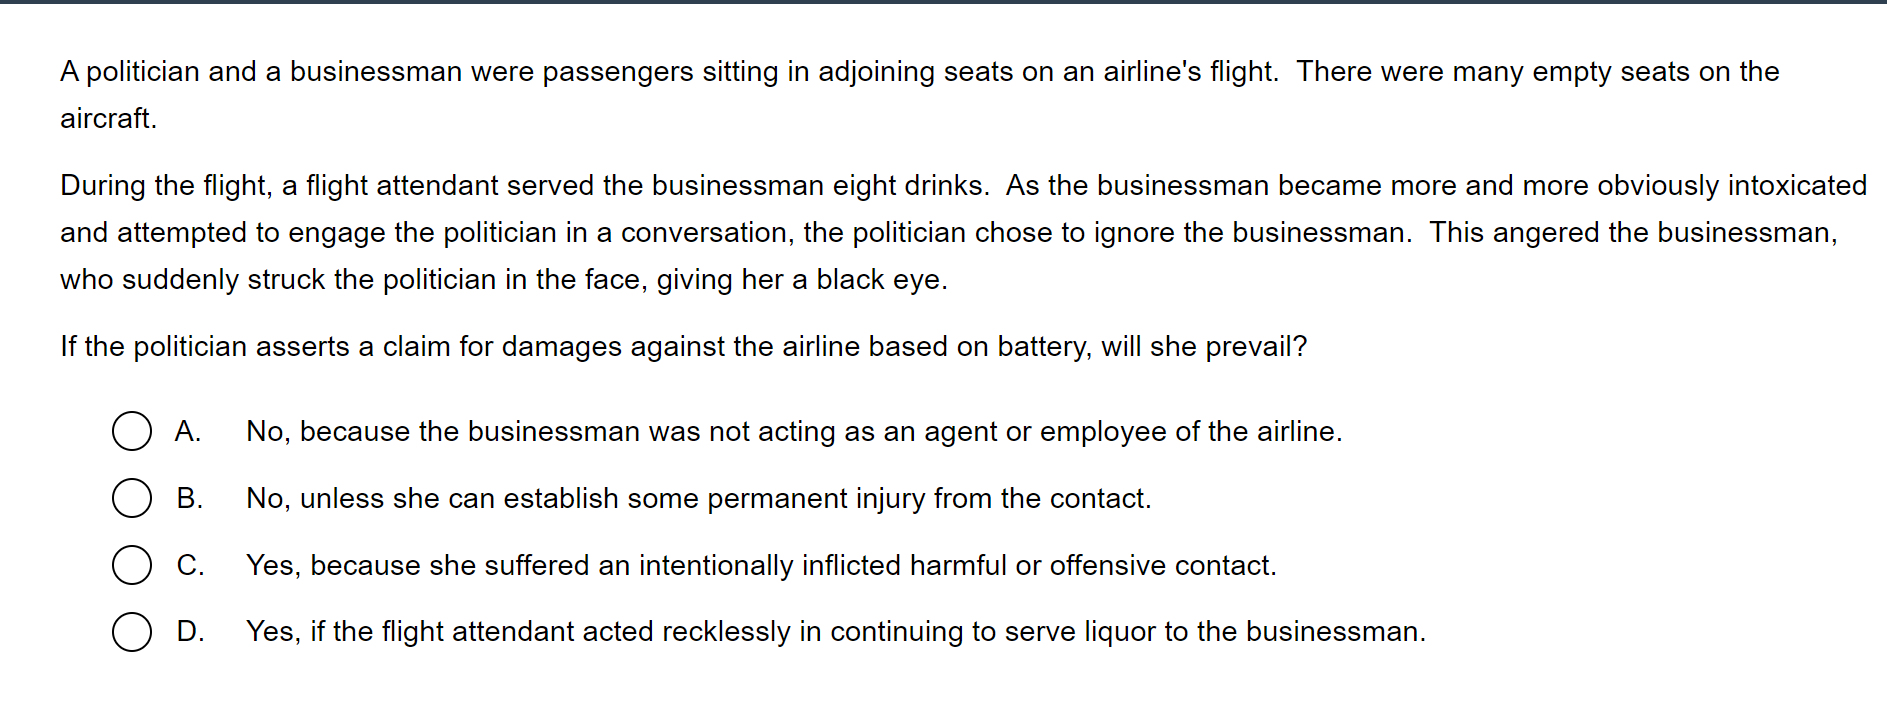 A politician and a businessman were passengers sitting in adjoining seats on an airline's flight.  There were many empty seats on the
aircraft.
During the flight, a flight attendant served the businessman eight drinks.  As the businessman became more and more obviously intoxicated
and attempted to engage the politician in a conversation, the politician chose to ignore the businessman.  This angered the businessman,
who suddenly struck the politician in the face, giving her a black eye.
If the politician asserts a claim for damages against the airline based on battery, will she prevail?
A. No, because the businessman was not acting as an agent or employee of the airline.
B. No, unless she can establish some permanent injury from the contact.
C. Yes, because she suffered an intentionally inflicted harmful or offensive contact.
D. Yes, if the flight attendant acted recklessly in continuing to serve liquor to the businessman.